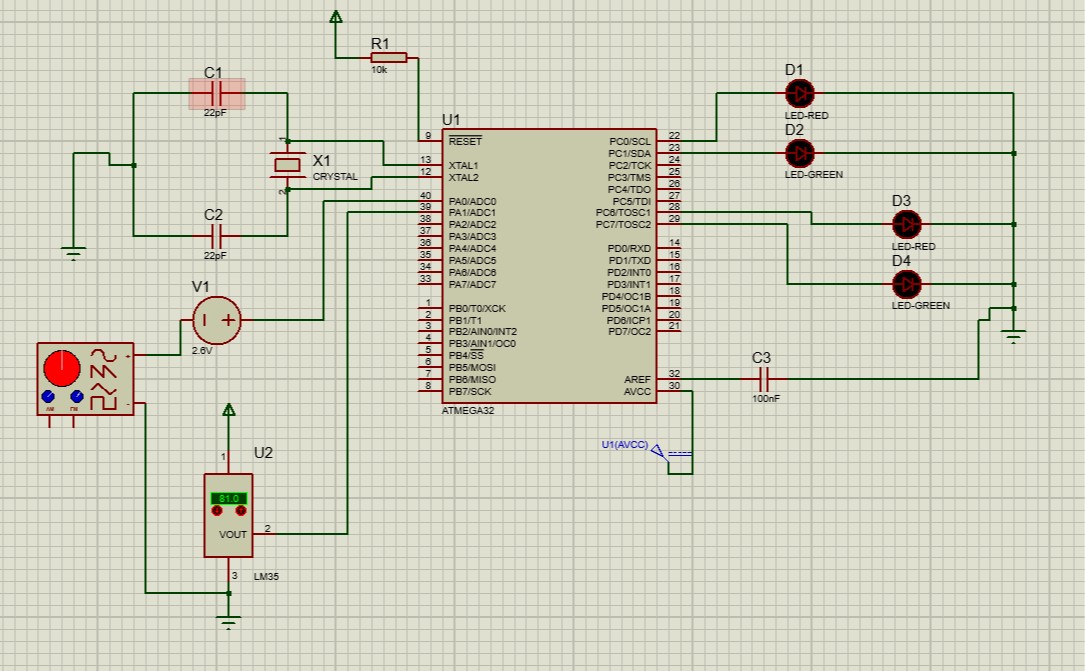 R1
10k
C1
22pF
X1
CRYSTAL
1
2
C2
22pF
V1
2.6V
AM
FM
+
-
U2
1
81.0
VOUT
2
3
LM35
U1
9
RESET
13
XTAL1
12
XTAL2
40
PA0/ADC0
39
PA1/ADC1
38
PA2/ADC2
37
PA3/ADC3
36
PA4/ADC4
35
PA5/ADC5
34
PA6/ADC6
33
PA7/ADC7
1
PB0/T0/XCK
2
PB1/T1
3
PB2/AIN0/INT2
4
PB3/AIN1/OC0
5
PB4/SS
6
PB5/MOSI
7
PB6/MISO
8
PB7/SCK
PC0/SCL
22
PC1/SDA
23
PC2/TCK
24
PC3/TMS
25
PC4/TDO
26
PC5/TDI
27
PC6/TOSC1
28
PC7/TOSC2
29
PD0/RXD
14
PD1/TXD
15
PD2/INT0
16
PD3/INT1
17
PD4/OC1B
18
PD5/OC1A
19
PD6/ICP1
20
PD7/OC2
21
AREF
32
AVCC
30
ATMEGA32
D1
LED-RED
D2
LED-GREEN
D3
LED-RED
D4
LED-GREEN
C3
100nF
U1(AVCC)